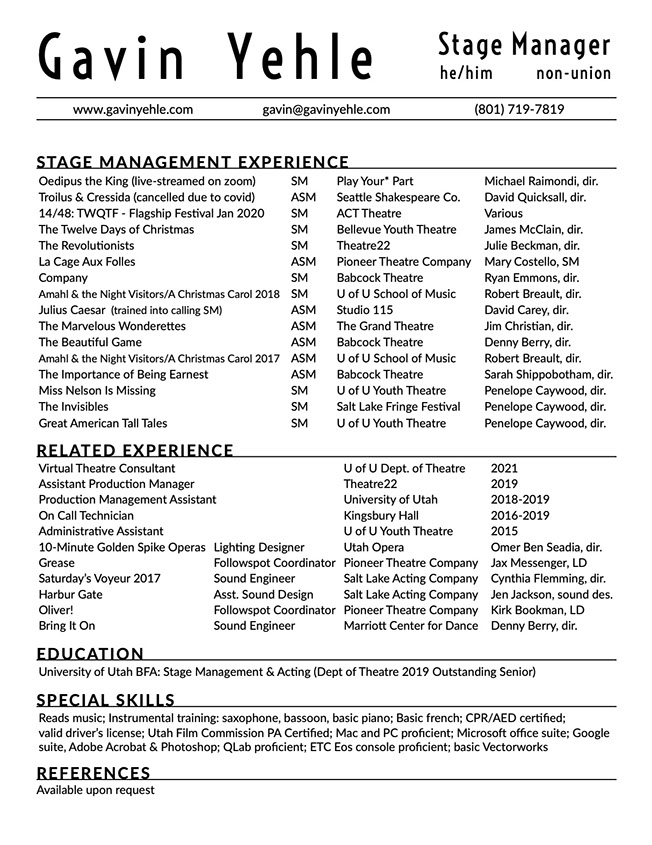 Gavin Yehle
Stage Manager
he/him non-union
www.gavinyehle.com gavin@gavinyehle.com (801) 719-7819
STAGE MANAGEMENT EXPERIENCE
Oedipus the King (live-streamed on zoom) SM Play Your* Part Michael Raimondi, dir.
Troilus & Cressida (cancelled due to covid) ASM Seattle Shakespeare Co. David Quicksall, dir.
14/48: TWQTF - Flagship Festival Jan 2020 SM ACT Theatre Various
The Twelve Days of Christmas SM Bellevue Youth Theatre James McClain, dir.
The Revolutionists SM Theatre22 Julie Beckman, dir.
La Cage Aux Folles ASM Pioneer Theatre Company Mary Costello, SM
Company SM Babcock Theatre Ryan Emmons, dir.
Amahl & the Night Visitors/A Christmas Carol 2018 SM U of U School of Music Robert Breault, dir.
Julius Caesar (trained into calling SM) ASM Studio 115 David Carey, dir.
The Marvelous Wonderettes ASM The Grand Theatre Jim Christian, dir.
The Beautiful Game ASM Babcock Theatre Denny Berry, dir.
Amahl & the Night Visitors/A Christmas Carol 2017 ASM U of U School of Music Robert Breault, dir.
The Importance of Being Earnest ASM Babcock Theatre Sarah Shippobotham, dir.
Miss Nelson Is Missing SM U of U Youth Theatre Penelope Caywood, dir.
The Invisibles SM Salt Lake Fringe Festival Penelope Caywood, dir.
Great American Tall Tales SM U of U Youth Theatre Penelope Caywood, dir.
RELATED EXPERIENCE
Virtual Theatre Consultant U of U Dept. of Theatre 2021
Assistant Production Manager Theatre22 2019
Production Management Assistant University of Utah 2018-2019
On Call Technician Kingsbury Hall 2016-2019
Administrative Assistant U of U Youth Theatre 2015
10-Minute Golden Spike Operas Lighting Designer Utah Opera Omer Ben Seadia, dir.
Grease Followspot Coordinator Pioneer Theatre Company Jax Messenger, LD
Saturday's Voyeur 2017 Sound Engineer Salt Lake Acting Company Cynthia Flemming, dir.
Harbur Gate Asst. Sound Design Salt Lake Acting Company Jen Jackson, sound des.
Oliver! Followspot Coordinator Pioneer Theatre Company Kirk Bookman, LD
Bring It On Sound Engineer Marriott Center for Dance Denny Berry, dir.
EDUCATION
University of Utah BFA: Stage Management & Acting (Dept of Theatre 2019 Outstanding Senior)
SPECIAL SKILLS
Reads music; Instrumental training: saxophone, bassoon, basic piano; Basic french; CPR/AED certified;
valid driver's license; Utah Film Commission PA Certified; Mac and PC proficient; Microsoft office suite; Google
suite, Adobe Acrobat & Photoshop; QLab proficient; ETC Eos console proficient; basic Vectorworks
REFERENCES
Available upon request